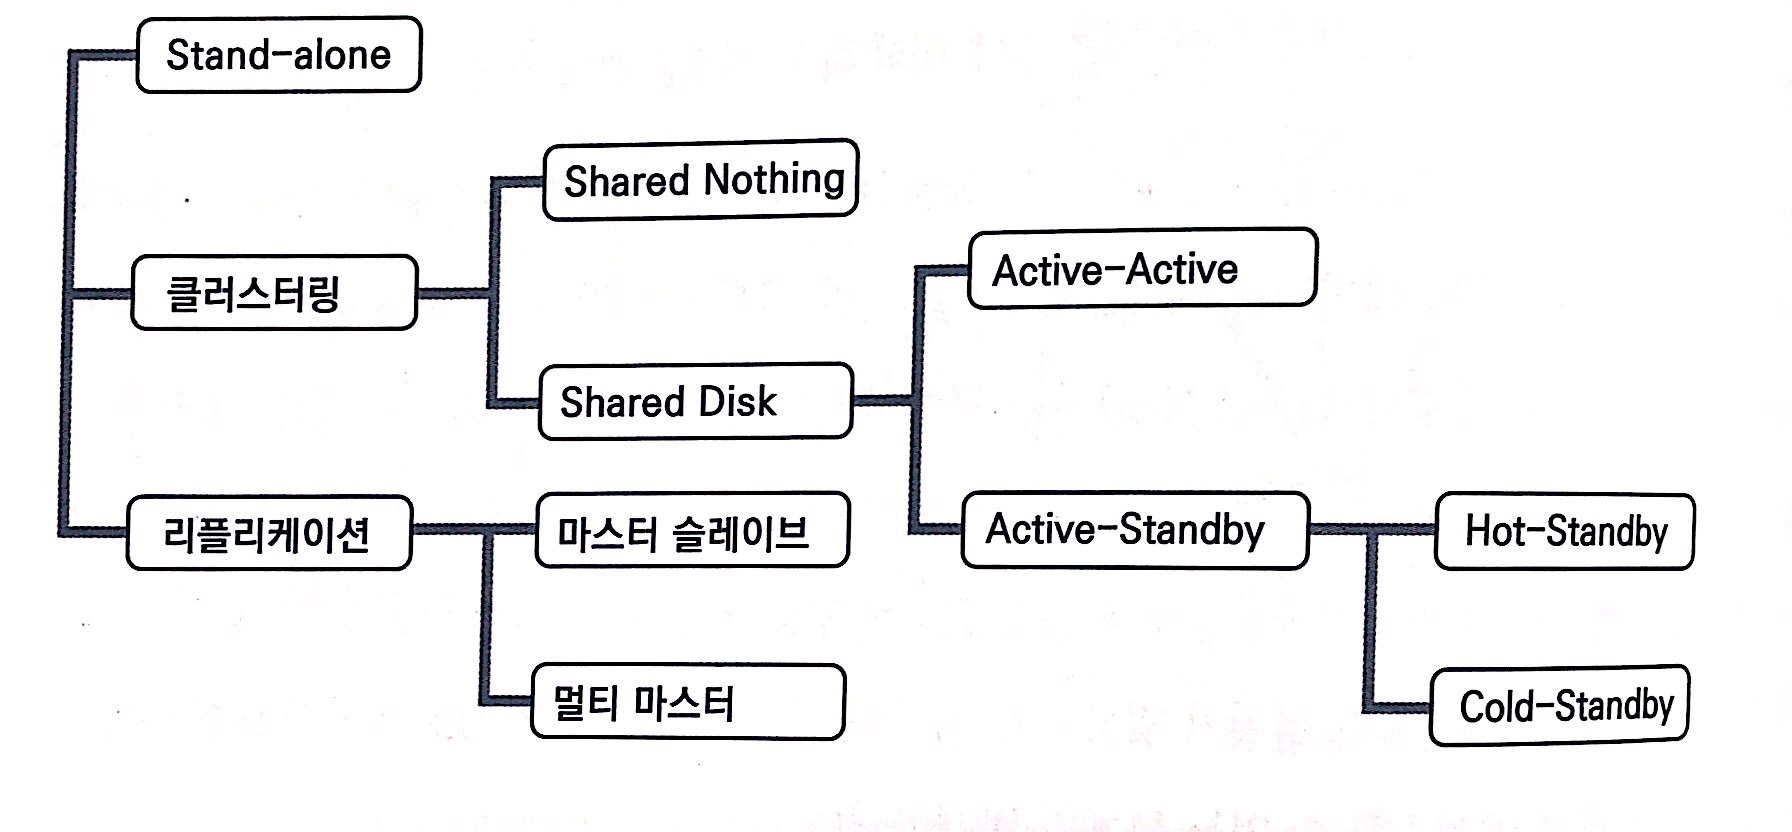 Stand-alone
Shared Nothing
Active-Active
클러스터링
Shared Disk
리플리케이션
마스터 슬레이브
Active-Standby
Hot-Standby
멀티 마스터
Cold-Standby